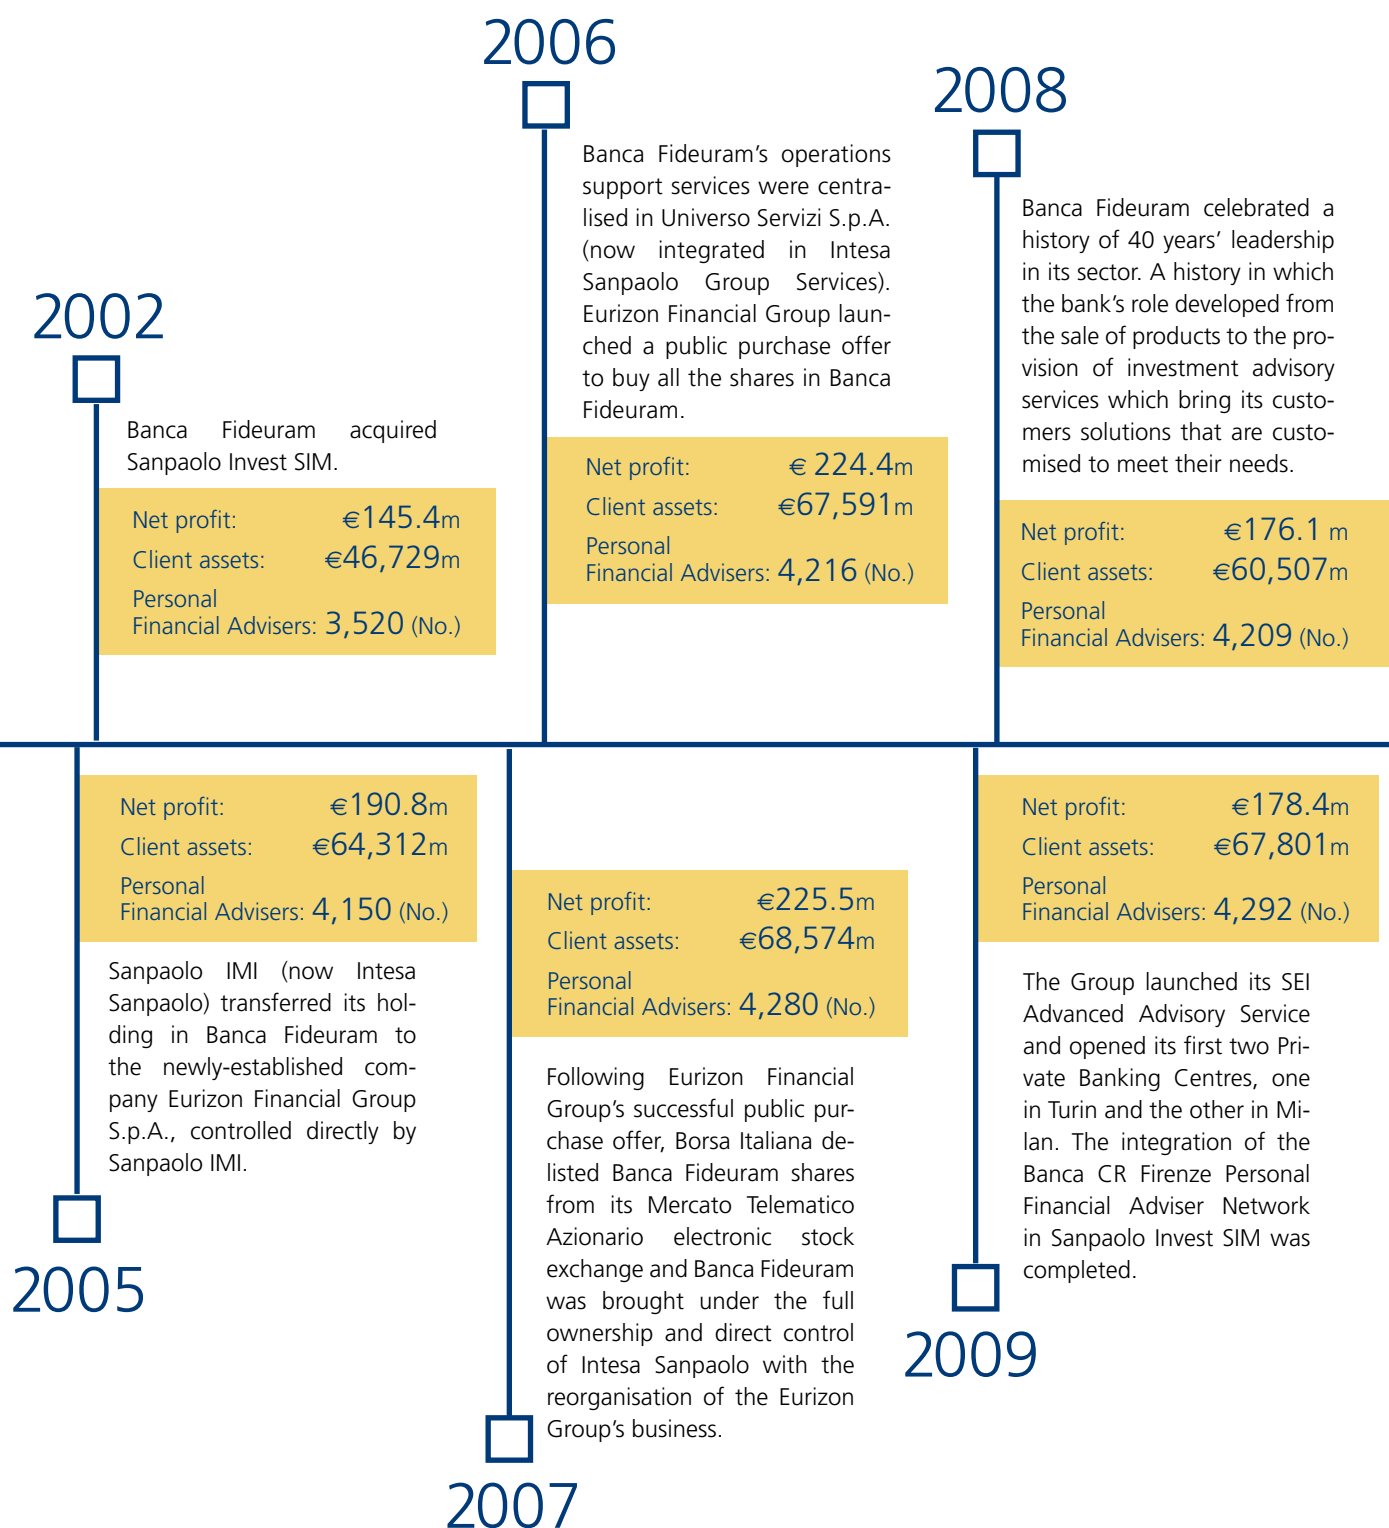 2002
Banca Fideuram acquired
Sanpaolo Invest SIM.
Net profit: €145.4m
Client assets: €46,729m
Personal
Financial Advisers: 3,520 (No.)
2006
Banca Fideuram's operations
support services were centra-
lised in Universo Servizi S.p.A.
(now integrated in Intesa
Sanpaolo Group Services).
Eurizon Financial Group laun-
ched a public purchase offer
to buy all the shares in Banca
Fideuram.
Net profit: € 224.4m
Client assets: €67,591m
Personal
Financial Advisers: 4,216 (No.)
2008
Banca Fideuram celebrated a
history of 40 years' leadership
in its sector. A history in which
the bank's role developed from
the sale of products to the pro-
vision of investment advisory
services which bring its custo-
mers solutions that are custo-
mised to meet their needs.
Net profit: €176.1 m
Client assets: €60,507m
Personal
Financial Advisers: 4,209 (No.)
Net profit: €190.8m
Client assets: €64,312m
Personal
Financial Advisers: 4,150 (No.)
Sanpaolo IMI (now Intesa
Sanpaolo) transferred its hol-
ding in Banca Fideuram to
the newly-established com-
pany Eurizon Financial Group
S.p.A., controlled directly by
Sanpaolo IMI.
2005
Net profit: €225.5m
Client assets: €68,574m
Personal
Financial Advisers: 4,280 (No.)
Following Eurizon Financial
Group's successful public pur-
chase offer, Borsa Italiana de-
listed Banca Fideuram shares
from its Mercato Telematico
Azionario electronic stock
exchange and Banca Fideuram
was brought under the full
ownership and direct control
of Intesa Sanpaolo with the
reorganisation of the Eurizon
Group's business.
2007
Net profit: €178.4m
Client assets: €67,801m
Personal
Financial Advisers: 4,292 (No.)
The Group launched its SEI
Advanced Advisory Service
and opened its first two Pri-
vate Banking Centres, one
in Turin and the other in Mi-
lan. The integration of the
Banca CR Firenze Personal
Financial Adviser Network
in Sanpaolo Invest SIM was
completed.
2009